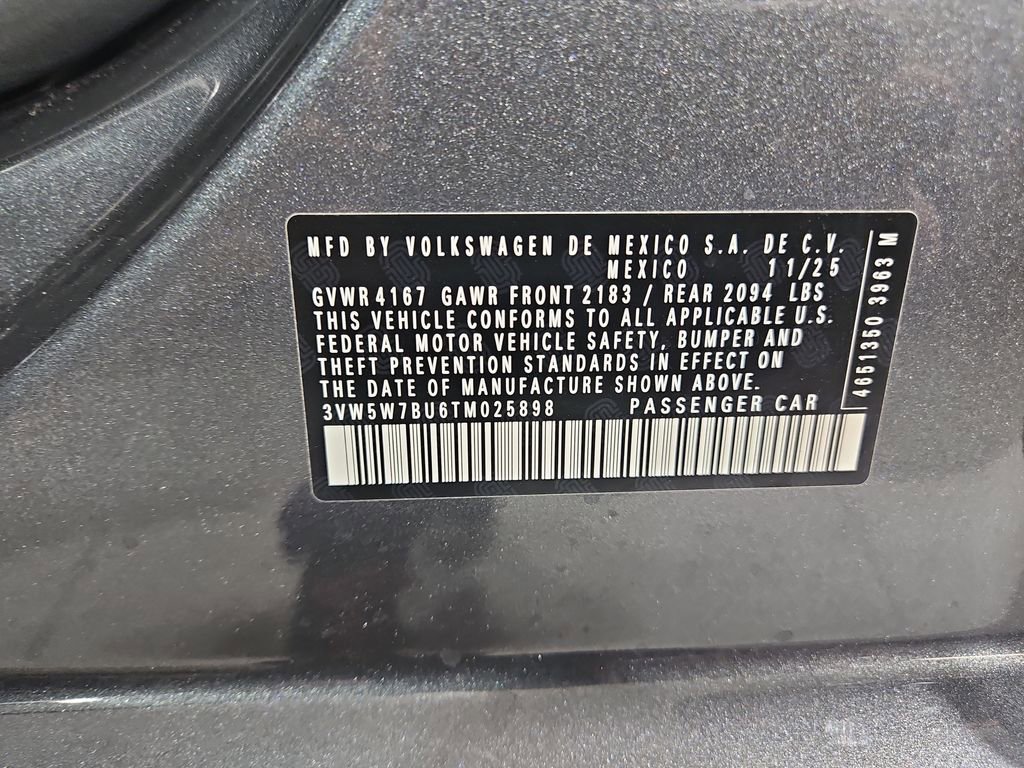 MFD BY VOLKSWAGEN DE MEXICO S.A. DE C.V.
MEXICO 11/25
GVWR 4167 GAWR FRONT 2183 / REAR 2094 LBS
THIS VEHICLE CONFORMS TO ALL APPLICABLE U.S.
FEDERAL MOTOR VEHICLE SAFETY, BUMPER AND
THEFT PREVENTION STANDARDS IN EFFECT ON
THE DATE OF MANUFACTURE SHOWN ABOVE.
3VW5W7BU6TM025898 PASSENGER CAR
4651350 3963 M